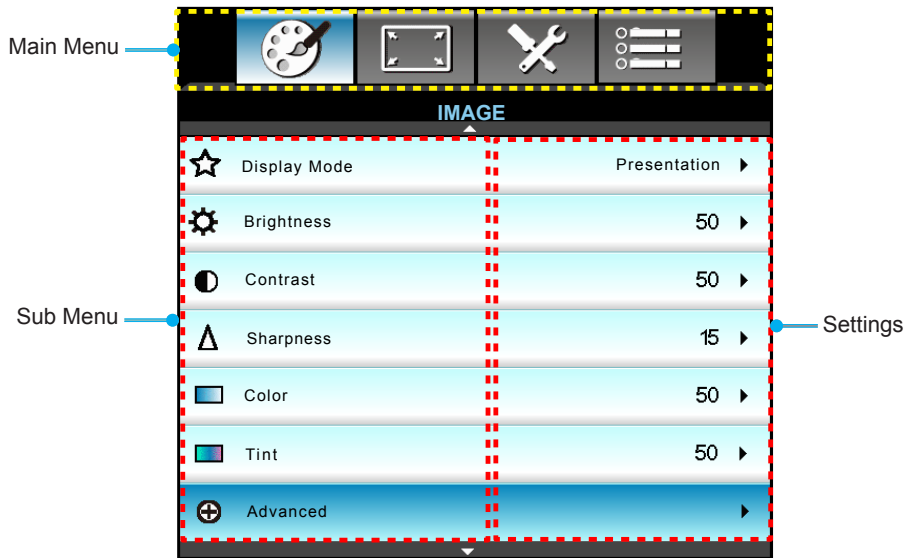 Main Menu
IMAGE
Display Mode Presentation
Brightness 50
Contrast 50
Sub Menu
Sharpness 15
Settings
Color 50
Tint 50
Advanced